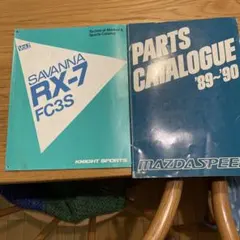 SAVANNA
RX-7
FC3S
KNIGHT SPORTS
PARTS
CATALOGUE
'89~'90
MAZDASPEED